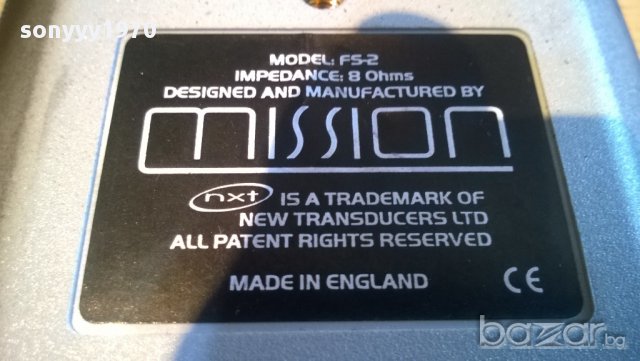 sonyyv1970
MODEL: FS-2
IMPEDANCE: 8 Ohms
DESIGNED AND MANUFACTURED BY
mission
nxt IS A TRADEMARK OF
NEW TRANSDUCERS LTD
ALL PATENT RIGHTS RESERVED
MADE IN ENGLAND CE
bazar.bg